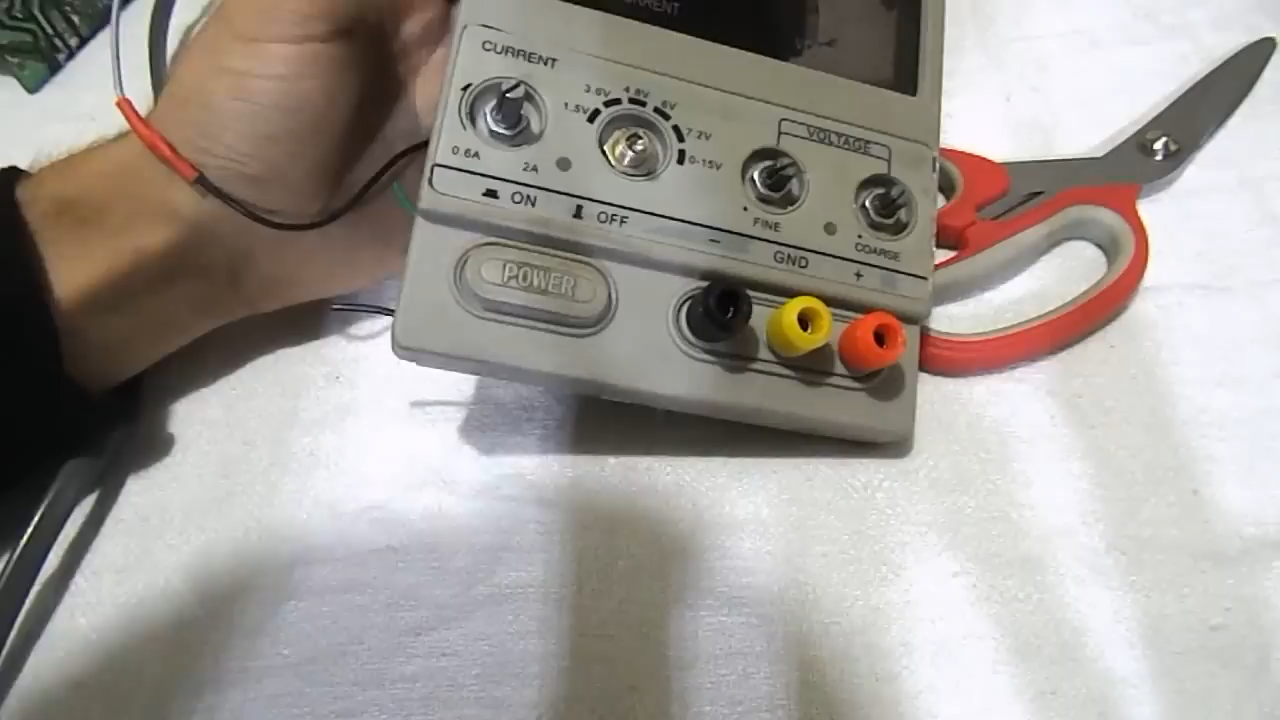 CURRENT
CURRENT
1.5V 3.6V 4.8V 6V 7.2V 0-15V
0.6A 2A
VOLTAGE
FINE COARSE
ON OFF
− GND +
POWER